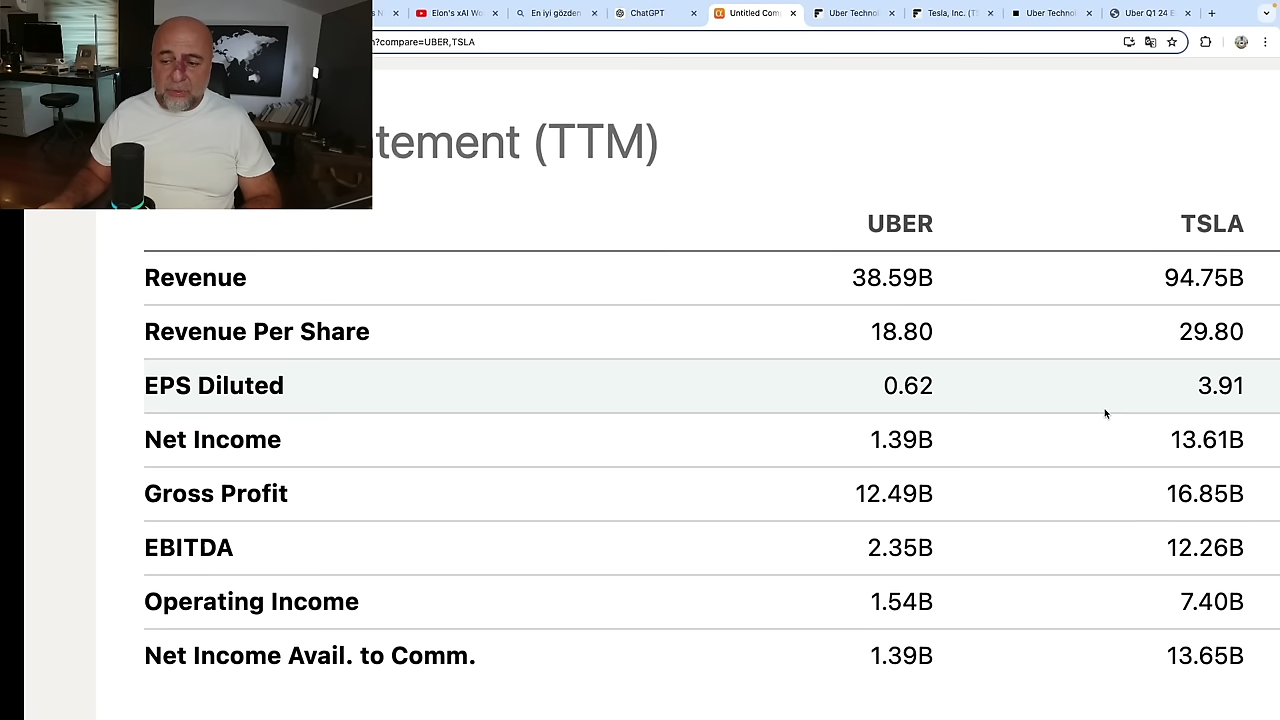 s N
Elon's xAI Wo
En iyi gözden
ChatGPT
Untitled Com
Uber Technol
Tesla, Inc. (T
Uber Technol
Uber Q1 24 E
n?compare=UBER,TSLA
tement (TTM)
UBER TSLA
Revenue 38.59B 94.75B
Revenue Per Share 18.80 29.80
EPS Diluted 0.62 3.91
Net Income 1.39B 13.61B
Gross Profit 12.49B 16.85B
EBITDA 2.35B 12.26B
Operating Income 1.54B 7.40B
Net Income Avail. to Comm. 1.39B 13.65B